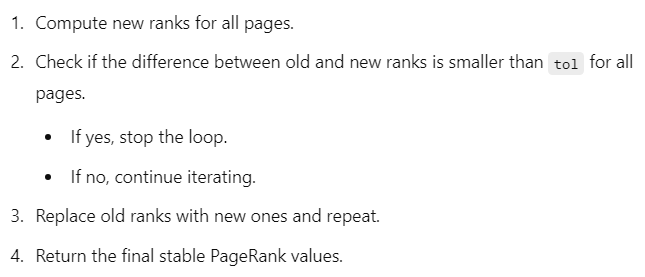 1. Compute new ranks for all pages.
2. Check if the difference between old and new ranks is smaller than tol for all
pages.
• If yes, stop the loop.
• If no, continue iterating.
3. Replace old ranks with new ones and repeat.
4. Return the final stable PageRank values.